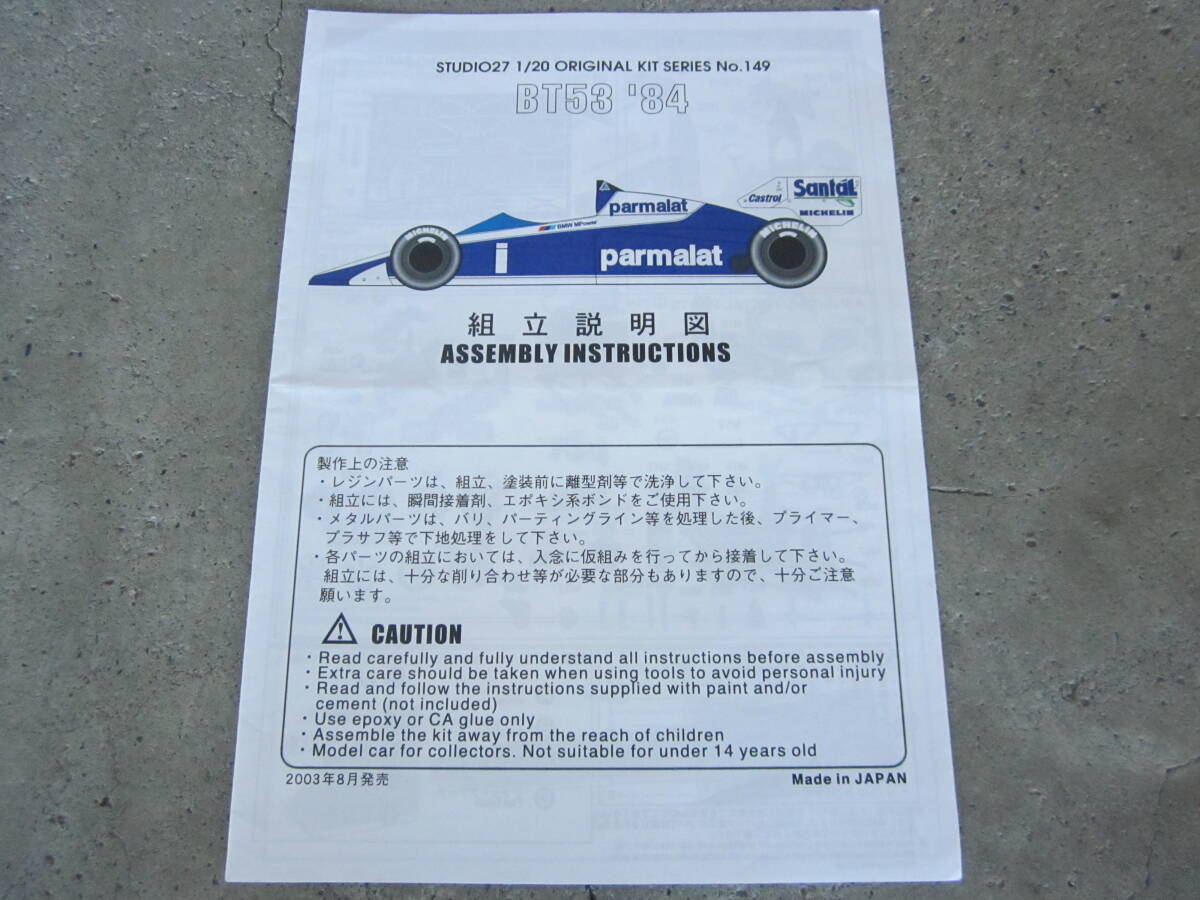 STUDIO27 1/20 ORIGINAL KIT SERIES No.149
BT53 '84
Santál
Castrol
MICHELIN
parmalat
BMW MPower
MICHELIN
MICHELIN
1
parmalat
組立説明図
ASSEMBLY INSTRUCTIONS
製作上の注意
・レジンパーツは、組立、塗装前に離型剤等で洗浄して下さい。
・組立には、瞬間接着剤、エポキシ系ボンドをご使用下さい。
・メタルパーツは、バリ、パーティングライン等を処理した後、プライマー、
プラサフ等で下地処理をして下さい。
・各パーツの組立においては、入念に仮組みを行ってから接着して下さい。
組立には、十分な削り合わせ等が必要な部分もありますので、十分ご注意
願います。
CAUTION
・Read carefully and fully understand all instructions before assembly
・Extra care should be taken when using tools to avoid personal injury
・Read and follow the instructions supplied with paint and/or
cement (not included)
・Use epoxy or CA glue only
・Assemble the kit away from the reach of children
・Model car for collectors. Not suitable for under 14 years old
2003年8月発売
Made in JAPAN